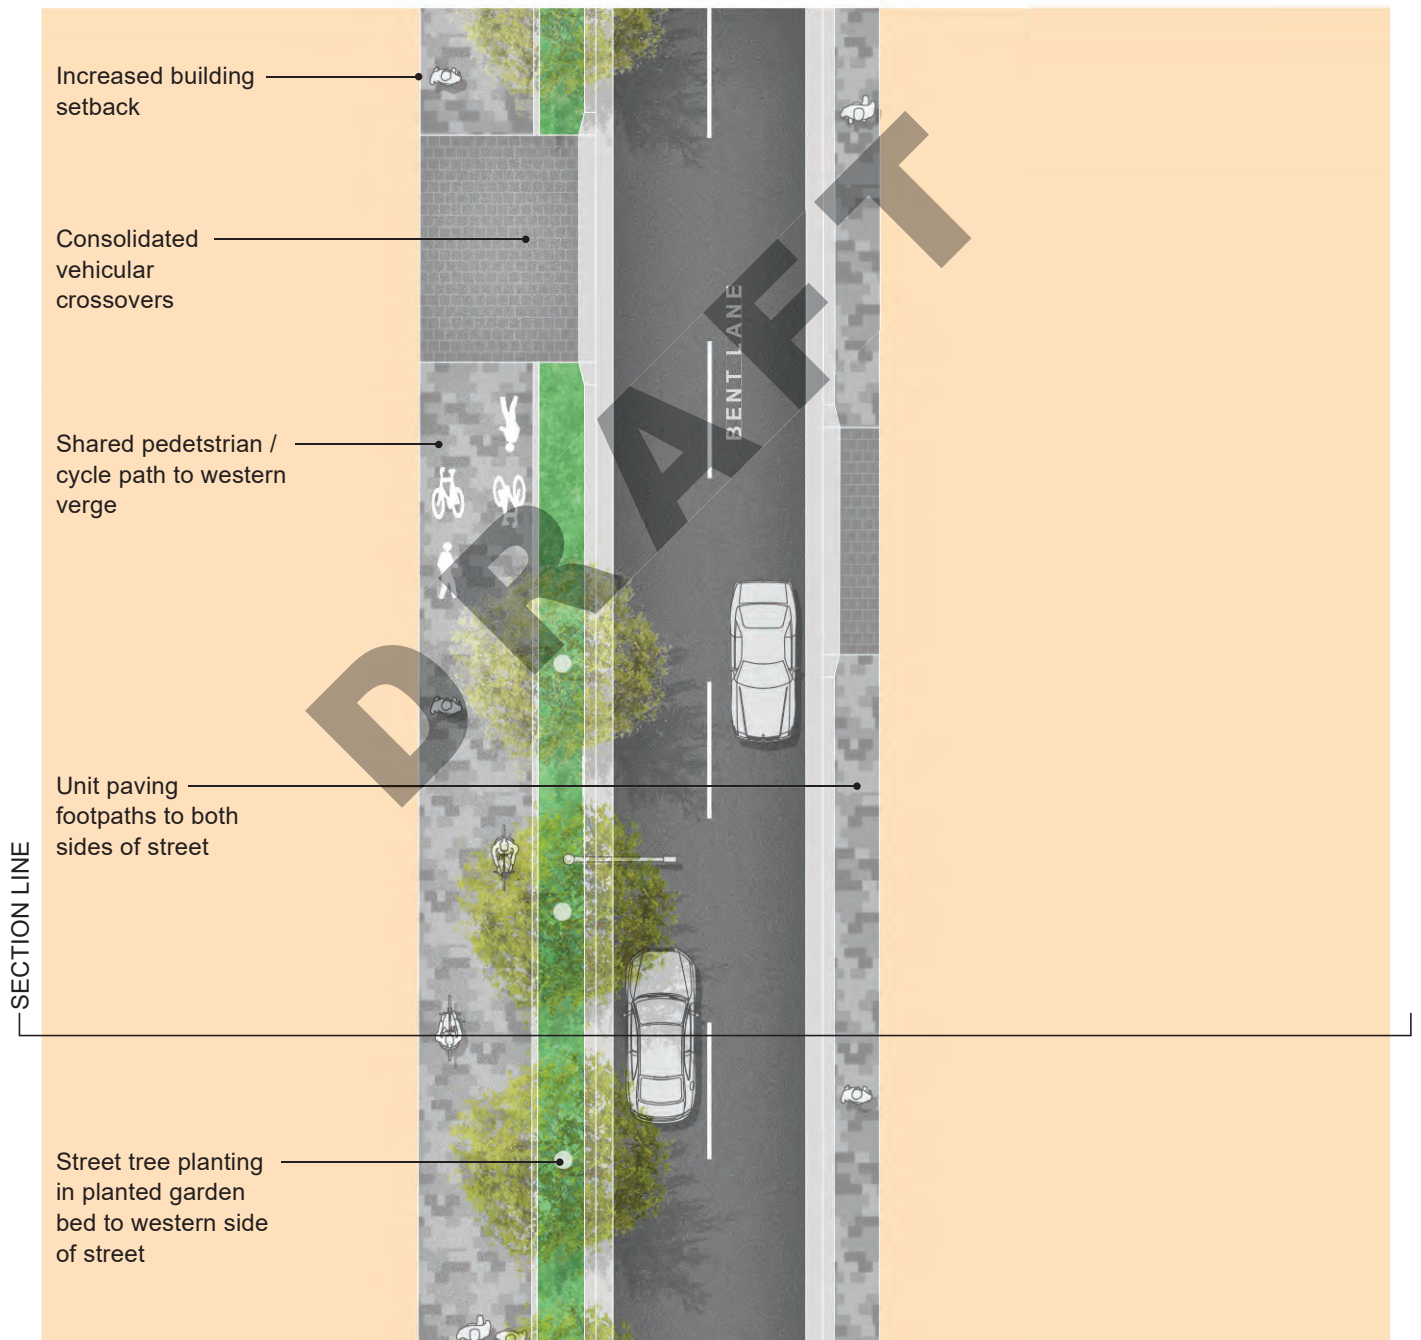 Increased building
setback
Consolidated
vehicular
crossovers
BENT LANE
Shared pedetstrian /
cycle path to western
verge
DRAFT
Unit paving
footpaths to both
sides of street
SECTION LINE
Street tree planting
in planted garden
bed to western side
of street